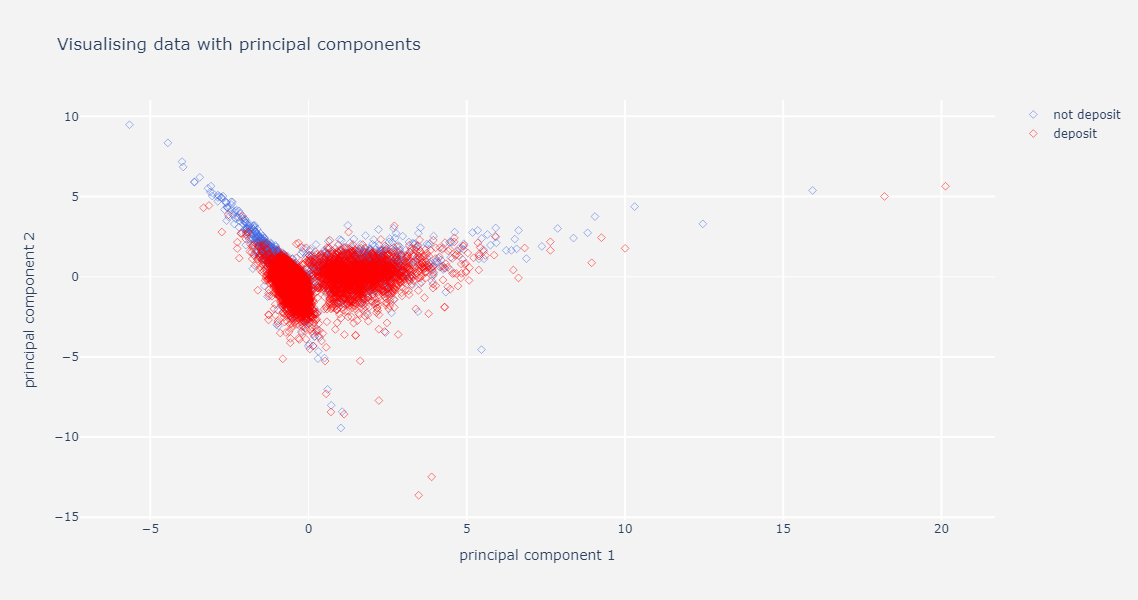 Visualising data with principal components
not deposit
deposit
principal component 2
10
5
0
−5
−10
−15
−5
0
5
10
15
20
principal component 1